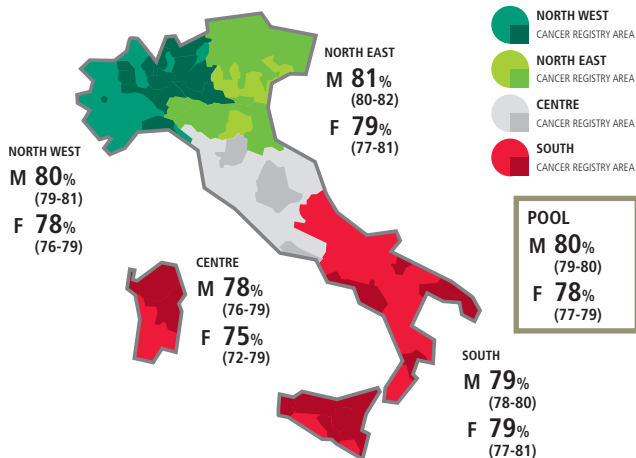 NORTH WEST
CANCER REGISTRY AREA
NORTH EAST
CANCER REGISTRY AREA
CENTRE
CANCER REGISTRY AREA
SOUTH
CANCER REGISTRY AREA
NORTH EAST
M 81%
(80-82)
F 79%
(77-81)
NORTH WEST
M 80%
(79-81)
F 78%
(76-79)
CENTRE
M 78%
(76-79)
F 75%
(72-79)
POOL
M 80%
(79-80)
F 78%
(77-79)
SOUTH
M 79%
(78-80)
F 79%
(77-81)